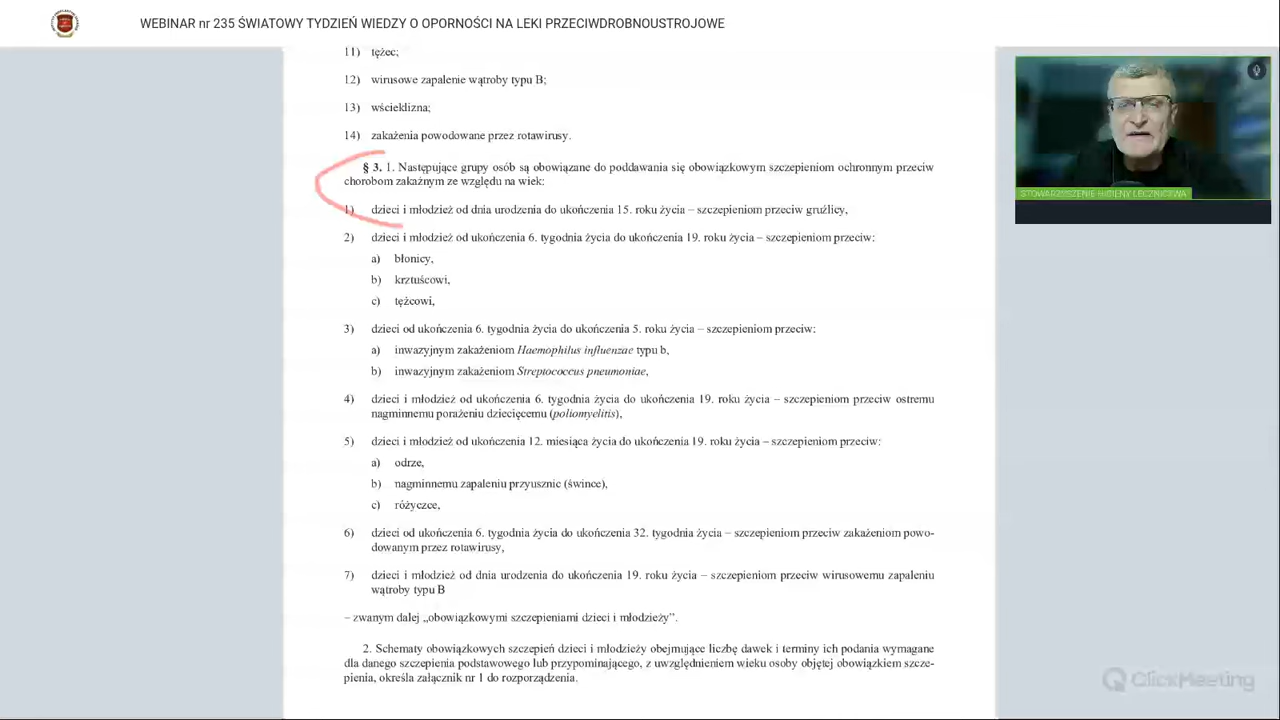 WEBINAR nr 235 ŚWIATOWY TYDZIEŃ WIEDZY O OPORNOŚCI NA LEKI PRZECIWDROBNOUSTROJOWE
11) tężec;
12) wirusowe zapalenie wątroby typu B;
13) wścieklizna;
14) zakażenia powodowane przez rotawirusy.
§ 3. 1. Następujące grupy osób są obowiązane do poddawania się obowiązkowym szczepieniom ochronnym przeciw
chorobom zakaźnym ze względu na wiek:
1) dzieci i młodzież od dnia urodzenia do ukończenia 15. roku życia – szczepieniom przeciw gruźlicy,
2) dzieci i młodzież od ukończenia 6. tygodnia życia do ukończenia 19. roku życia – szczepieniom przeciw:
a) błonicy,
b) krztuścowi,
c) tężcowi,
3) dzieci od ukończenia 6. tygodnia życia do ukończenia 5. roku życia – szczepieniom przeciw:
a) inwazyjnym zakażeniom Haemophilus influenzae typu b,
b) inwazyjnym zakażeniom Streptococcus pneumoniae,
4) dzieci i młodzież od ukończenia 6. tygodnia życia do ukończenia 19. roku życia – szczepieniom przeciw ostremu
nagminnemu porażeniu dziecięcemu (poliomyelitis),
5) dzieci i młodzież od ukończenia 12. miesiąca życia do ukończenia 19. roku życia – szczepieniom przeciw:
a) odrze,
b) nagminnemu zapaleniu przyusznic (śwince),
c) różyczce,
6) dzieci od ukończenia 6. tygodnia życia do ukończenia 32. tygodnia życia – szczepieniom przeciw zakażeniom powo-
dowanym przez rotawirusy,
7) dzieci i młodzież od dnia urodzenia do ukończenia 19. roku życia – szczepieniom przeciw wirusowemu zapaleniu
wątroby typu B
– zwanym dalej „obowiązkowymi szczepieniami dzieci i młodzieży”.
2. Schematy obowiązkowych szczepień dzieci i młodzieży obejmujące liczbę dawek i terminy ich podania wymagane
dla danego szczepienia podstawowego lub przypominającego, z uwzględnieniem wieku osoby objętej obowiązkiem szcze-
pienia, określa załącznik nr 1 do rozporządzenia.
STOWARZYSZENIE HIGIENY LECZNICTWA
ClickMeeting